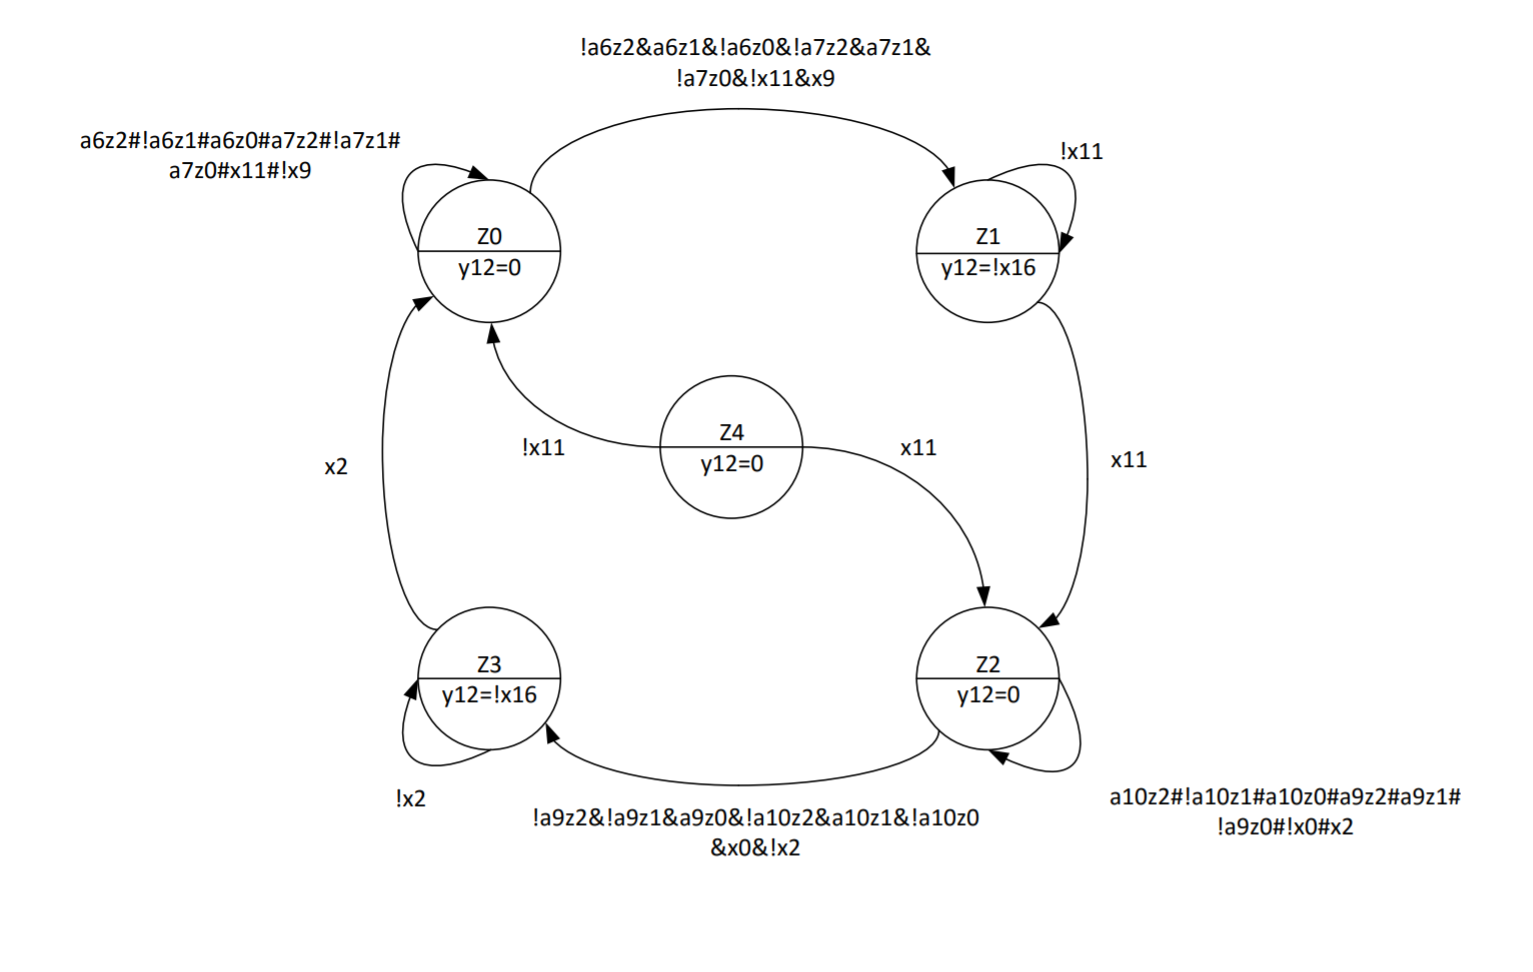 !a6z2&a6z1&!a6z0&!a7z2&a7z1&
!a7z0&!x11&x9
a6z2#!a6z1#a6z0#a7z2#!a7z1#
a7z0#x11#!x9
!x11
Z0
y12=0
Z1
y12=!x16
Z4
y12=0
!x11
x11
x2
x11
Z3
y12=!x16
Z2
y12=0
!x2
!a9z2&!a9z1&a9z0&!a10z2&a10z1&!a10z0
&x0&!x2
a10z2#!a10z1#a10z0#a9z2#a9z1#
!a9z0#!x0#x2